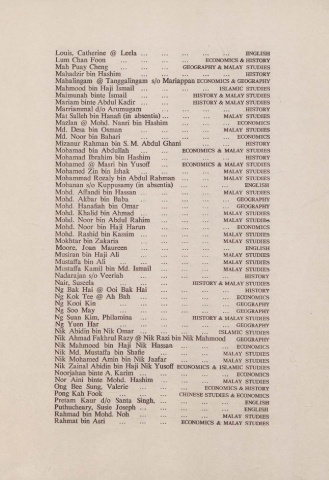 Louis, Catherine @ Leela ... ... ... ... ENGLISH
Lum Chan Foon ... ... ... ECONOMICS & HISTORY
Mah Puay Cheng ... ... GEOGRAPHY & MALAY STUDIES
Mahadzir bin Hashim ... ... ... ... HISTORY
Mahalingam @ Tanggalingam s/o Mariappan ECONOMICS & GEOGRAPHY
Mahmood bin Haji Ismail ... ... ... ISLAMIC STUDIES
Maimunah binte Ismail ... ... HISTORY & MALAY STUDIES
Mariam binte Abdul Kadir ... ... HISTORY & MALAY STUDIES
Marriammal d/o Arumugam ... ... ... HISTORY
Mat Salleh bin Hanafi (in absentia) ... ... MALAY STUDIES
Mazlan @ Mohd. Nasri bin Hashim ... ... ECONOMICS
Md. Desa bin Osman ... ... ... MALAY STUDIES
Md. Noor bin Bahari ... ... ... ECONOMICS
Mizanur Rahman bin S. M. Abdul Ghani ... ... HISTORY
Mohamad bin Abdullah ... ... ECONOMICS & MALAY STUDIES
Mohamad Ibrahim bin Hashim ... ... ... HISTORY
Mohamed @ Masri bin Yusoff ... ECONOMICS & MALAY STUDIES
Mohamed Zin bin Ishak ... ... ... MALAY STUDIES
Mohammad Rozaly bin Abdul Rahman ... MALAY STUDIES
Mohanan s/o Kupposamy (in absentia) ... ... ENGLISH
Mohd. Affandi bin Hassan ... ... ... MALAY STUDIES
Mohd. Akbar bin Baba ... ... ... GEOGRAPHY
Mohd. Hanafiah bin Omar ... ... ... GEOGRAPHY
Mohd. Khalid bin Ahmad ... ... ... MALAY STUDIES
Mohd. Noor bin Abdul Rahim ... ... MALAY STUDIES
Mohd. Noor bin Haji Harun ... ... ... ECONOMICS
Mohd. Rashid bin Kassim ... ... ... MALAY STUDIES
Mokhtar bin Zakaria ... ... ... MALAY STUDIES
Moore, Joan Maureen ... ... ... ENGLISH
Musiran bin Haji Ali ... ... ... MALAY STUDIES
Mustaffa bin Ali ... ... ... MALAY STUDIES
Mustaffa Kamil bin Md. Ismail ... ... MALAY STUDIES
Nadarajan s/o Veeriah ... ... ... HISTORY
Nair, Suseela ... ... ... HISTORY & MALAY STUDIES
Ng Bak Hai @ Ooi Bak Hai ... ... ... HISTORY
Ng Kok Tee @ Ah Bah ... ... ... ECONOMICS
Ng Kooi Kin ... ... ... ... GEOGRAPHY
Ng Soo May ... ... ... ... GEOGRAPHY
Ng Suan Kim, Philomina ... ... HISTORY & MALAY STUDIES
Ng Yuen Har ... ... ... ... GEOGRAPHY
Nik Abidin bin Nik Omar ... ... ... ISLAMIC STUDIES
Nik Ahmad Fakhrul Razy @ Nik Razi bin Nik Mahmood GEOGRAPHY
Nik Mahmood bin Haji Nik Hassan ... ... ECONOMICS
Nik Md. Mustaffa bin Shafie ... ... MALAY STUDIES
Nik Mohamed Amin bin Nik Jaafar ... ... MALAY STUDIES
Nik Zainal Abidin bin Haji Nik Yusoff ECONOMICS & ISLAMIC STUDIES
Noorjahan binte A. Karim ... ... ... ECONOMICS
Nor Aini binte Mohd. Hashim ... ... MALAY STUDIES
Ong Bee Sung, Valerie ... ... ECONOMICS & HISTORY
Pong Kah Fook ... ... CHINESE STUDIES & ECONOMICS
Pretam Kaur d/o Santa Singh, ... ... ... ENGLISH
Puthucheary, Susie Joseph ... ... ... ENGLISH
Rahmad bin Mohd. Noh ... ... ... MALAY STUDIES
Rahmat bin Asri ... ... ECONOMICS & MALAY STUDIES